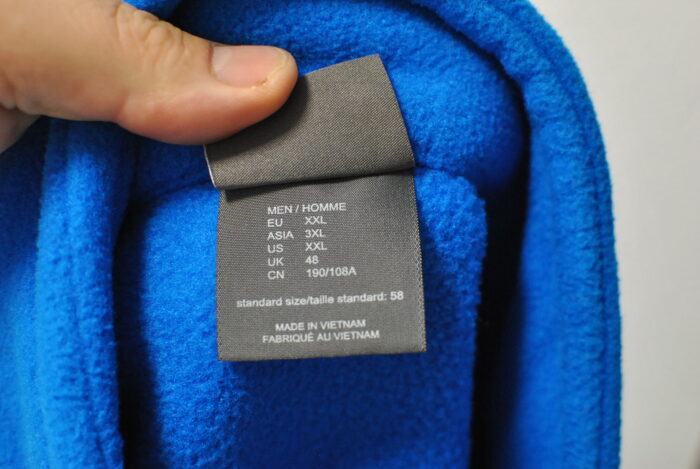 MEN / HOMME
EU XXL
ASIA 3XL
US XXL
UK 48
CN 190/108A
standard size/taille standard: 58
MADE IN VIETNAM
FABRIQUÉ AU VIETNAM